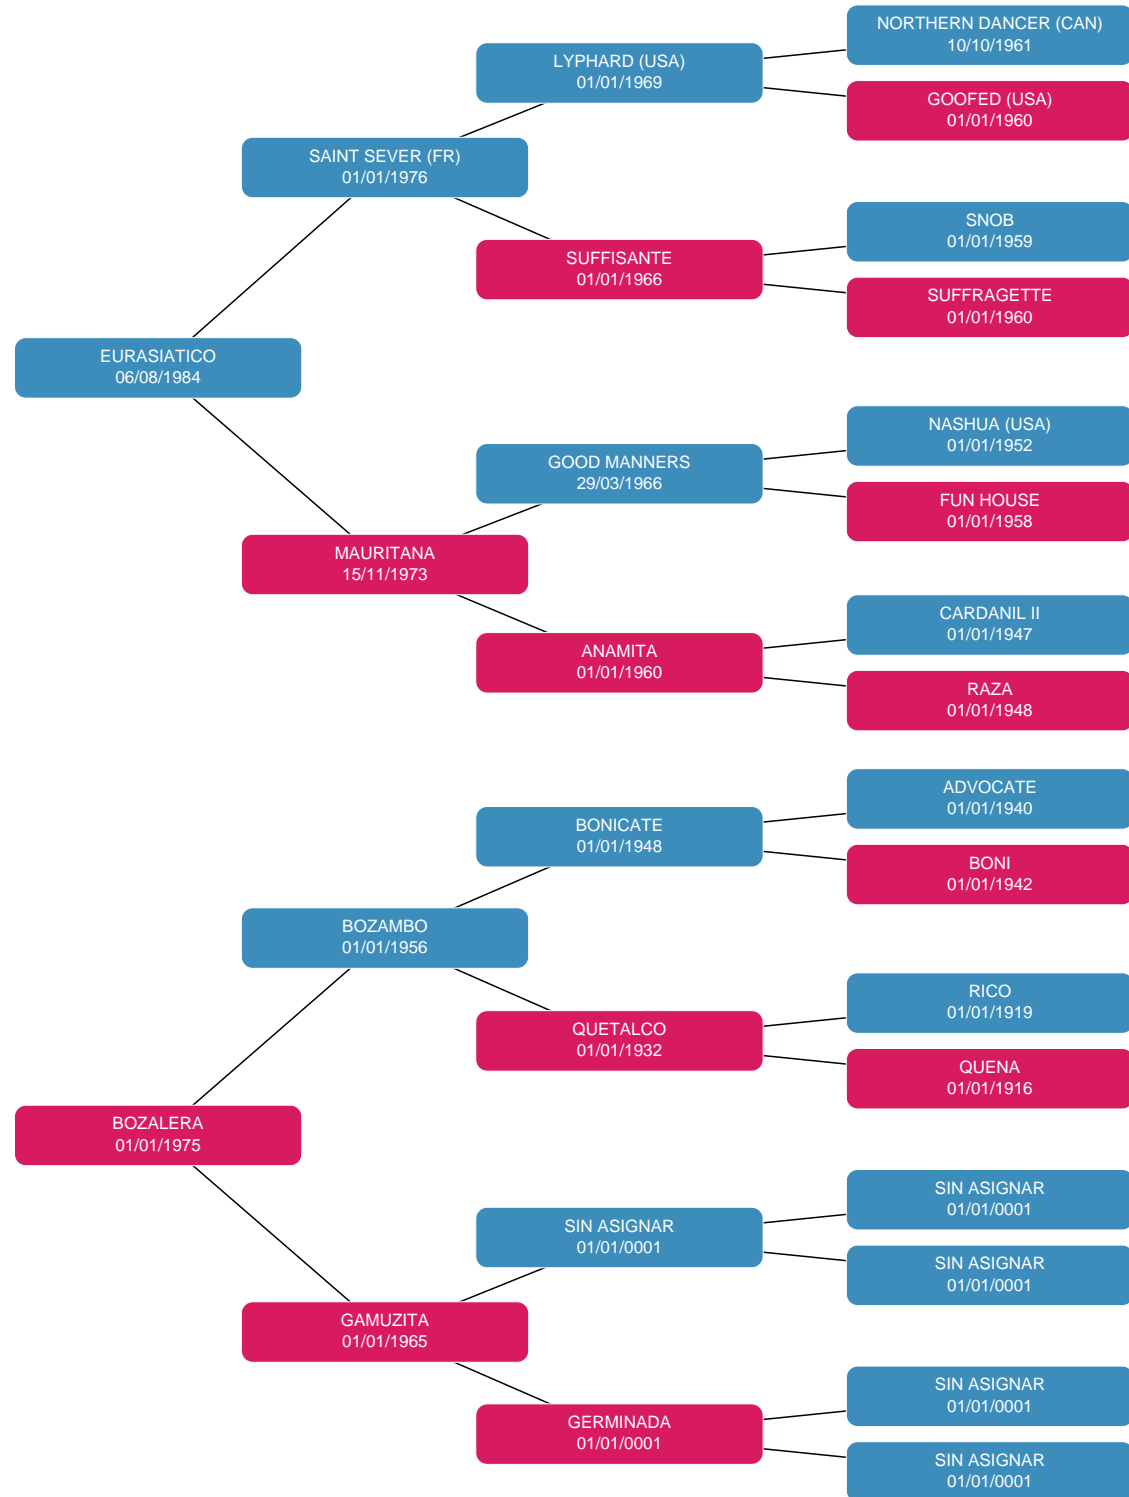 NORTHERN DANCER (CAN)
10/10/1961
LYPHARD (USA)
01/01/1969
GOOFED (USA)
01/01/1960
SAINT SEVER (FR)
01/01/1976
SNOB
01/01/1959
SUFFISANTE
01/01/1966
SUFFRAGETTE
01/01/1960
EURASIATICO
06/08/1984
NASHUA (USA)
01/01/1952
GOOD MANNERS
29/03/1966
FUN HOUSE
01/01/1958
MAURITANA
15/11/1973
CARDANIL II
01/01/1947
ANAMITA
01/01/1960
RAZA
01/01/1948
ADVOCATE
01/01/1940
BONICATE
01/01/1948
BONI
01/01/1942
BOZAMBO
01/01/1956
RICO
01/01/1919
QUETALCO
01/01/1932
QUENA
01/01/1916
BOZALERA
01/01/1975
SIN ASIGNAR
01/01/0001
SIN ASIGNAR
01/01/0001
SIN ASIGNAR
01/01/0001
GAMUZITA
01/01/1965
SIN ASIGNAR
01/01/0001
GERMINADA
01/01/0001
SIN ASIGNAR
01/01/0001